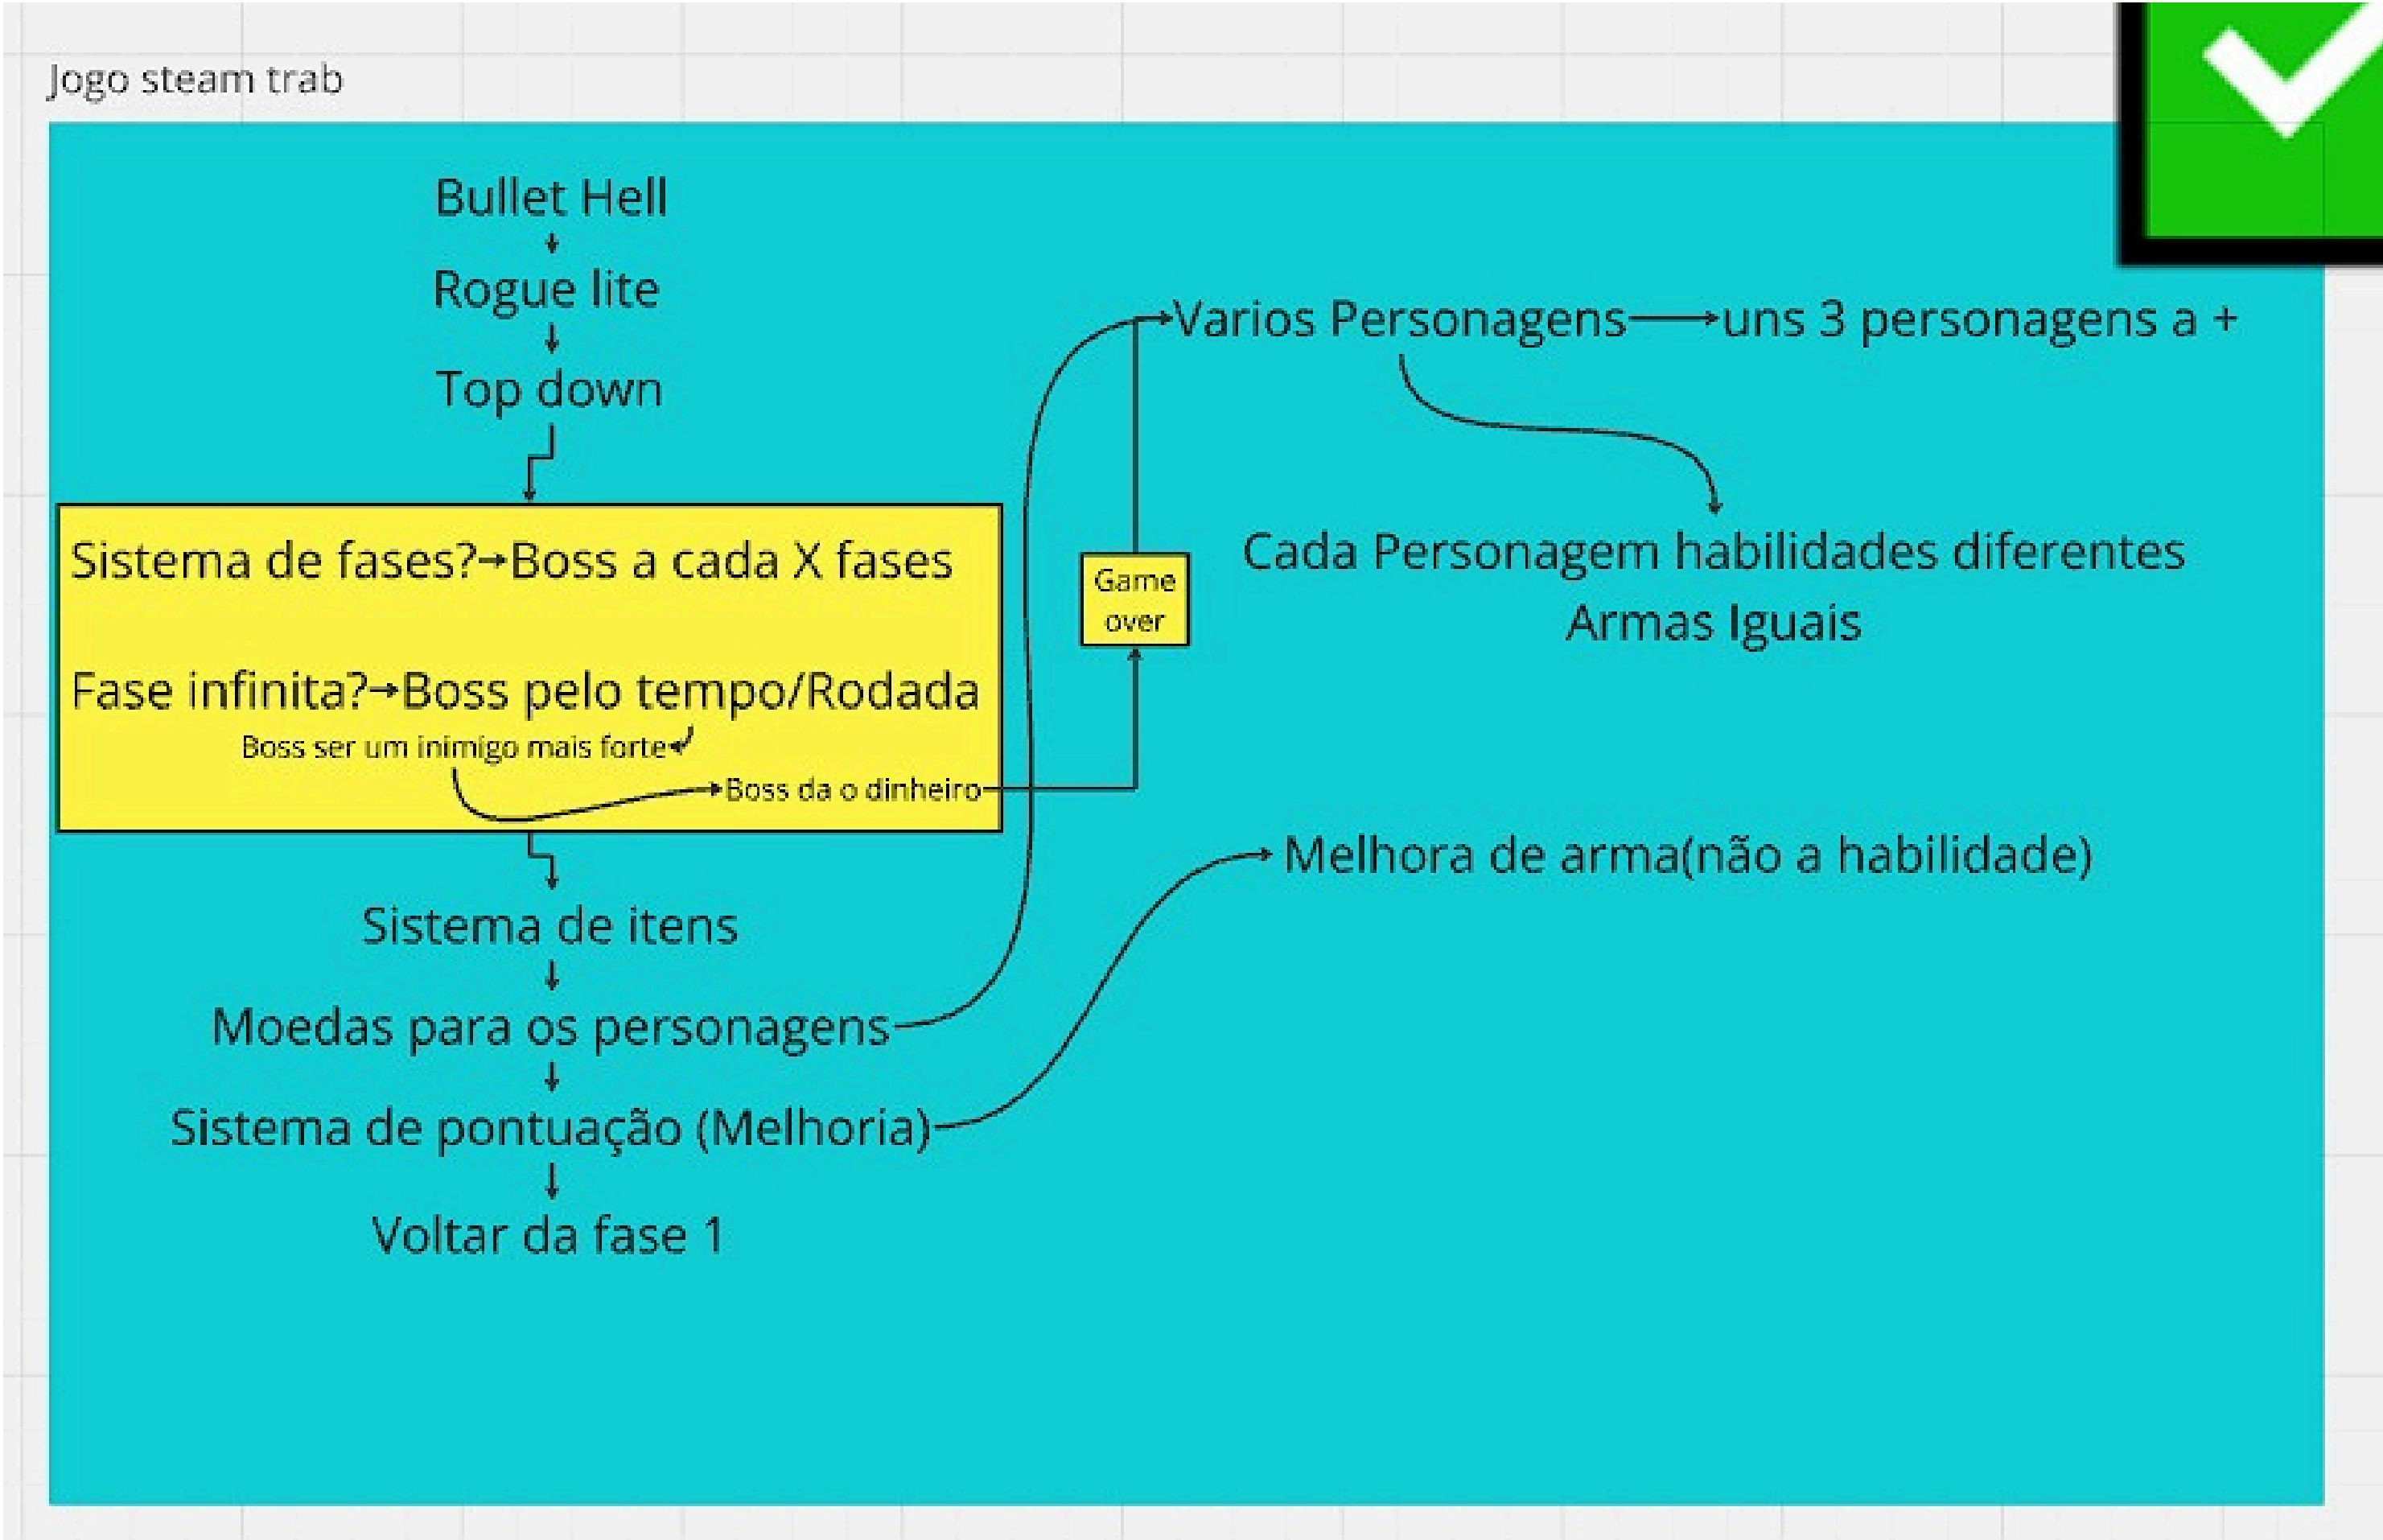 Jogo steam trab
Bullet Hell
Rogue lite
Top down
Sistema de fases?→Boss a cada X fases
Fase infinita?→Boss pelo tempo/Rodada
Boss ser um inimigo mais forte
Boss da o dinheiro
Sistema de itens
Moedas para os personagens
Sistema de pontuação (Melhoria)
Voltar da fase 1
Game
over
Varios Personagens
uns 3 personagens a +
Cada Personagem habilidades diferentes
Armas Iguais
Melhora de arma(não a habilidade)